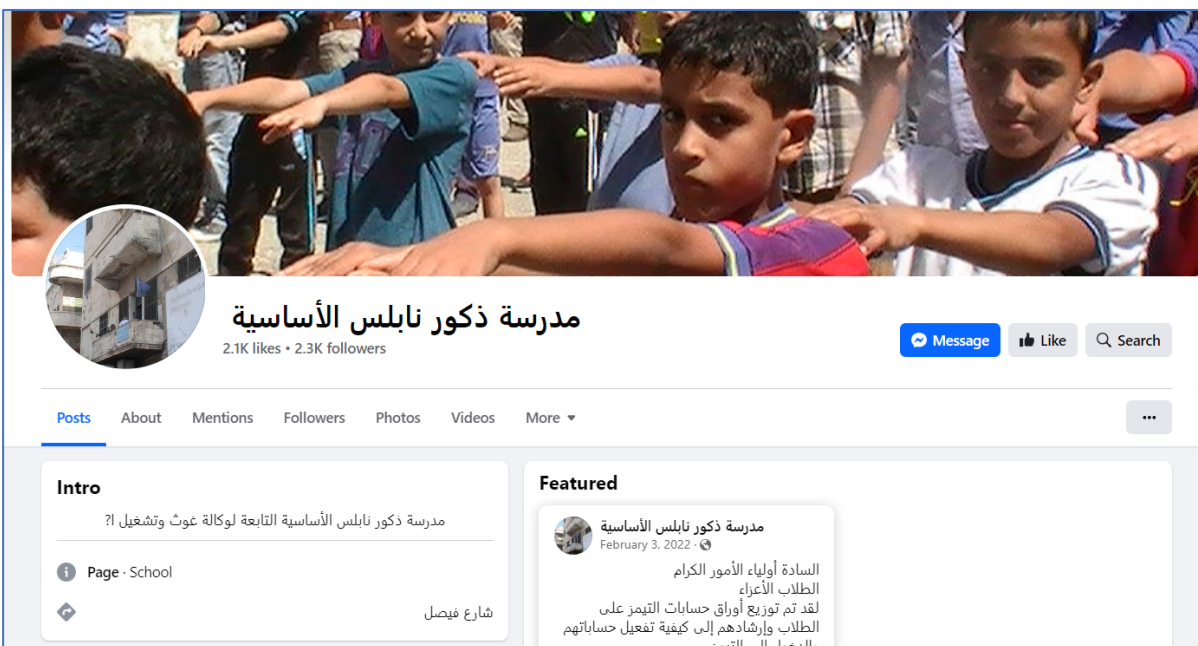 مدرسة ذكور نابلس الأساسية
2.1K likes • 2.3K followers
Message
Like
Search
Posts
About
Mentions
Followers
Photos
Videos
More
Intro
مدرسة ذكور نابلس الأساسية التابعة لوكالة غوث وتشغيل ا?
Page · School
شارع فيصل
Featured
مدرسة ذكور نابلس الأساسية
February 3, 2022 ·
السادة أولياء الأمور الكرام
الطلاب الأعزاء
لقد تم توزيع أوراق حسابات التيمز على
الطلاب وإرشادهم إلى كيفية تفعيل حساباتهم